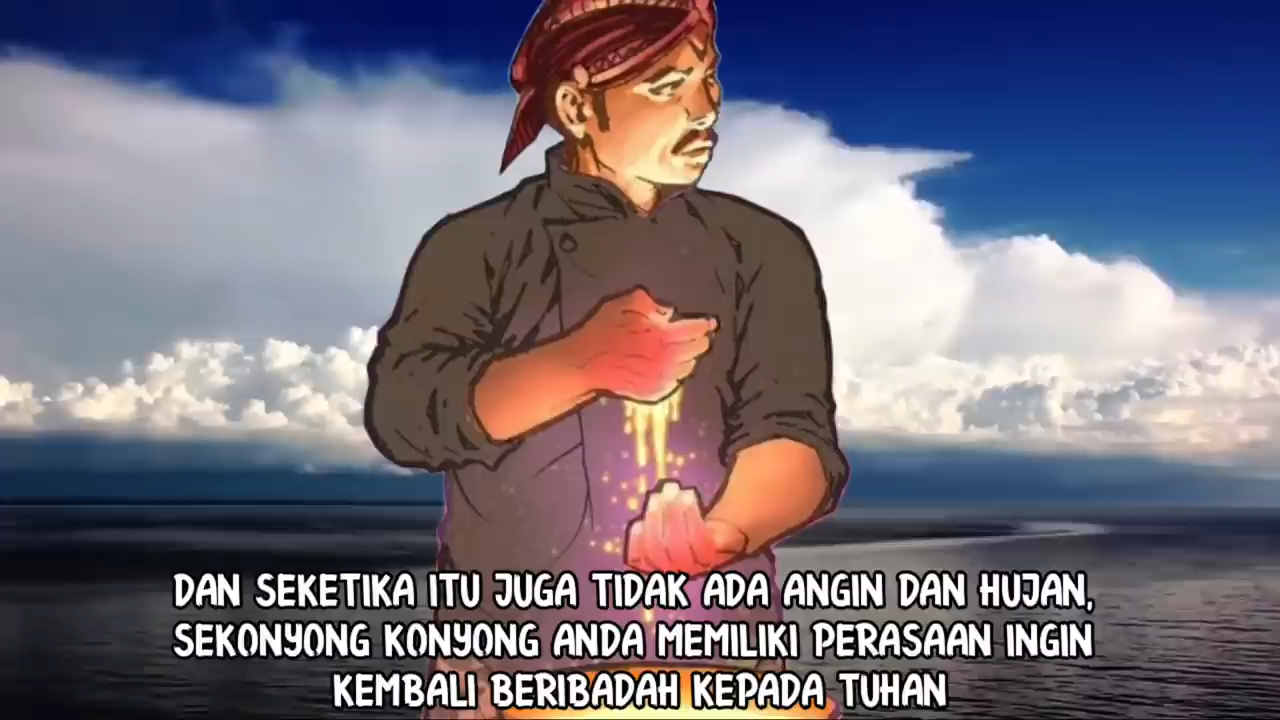 DAN SEKETIKA ITU JUGA TIDAK ADA ANGIN DAN HUJAN,
SEKONYONG KONYONG ANDA MEMILIKI PERASAAN INGIN
KEMBALI BERIBADAH KEPADA TUHAN